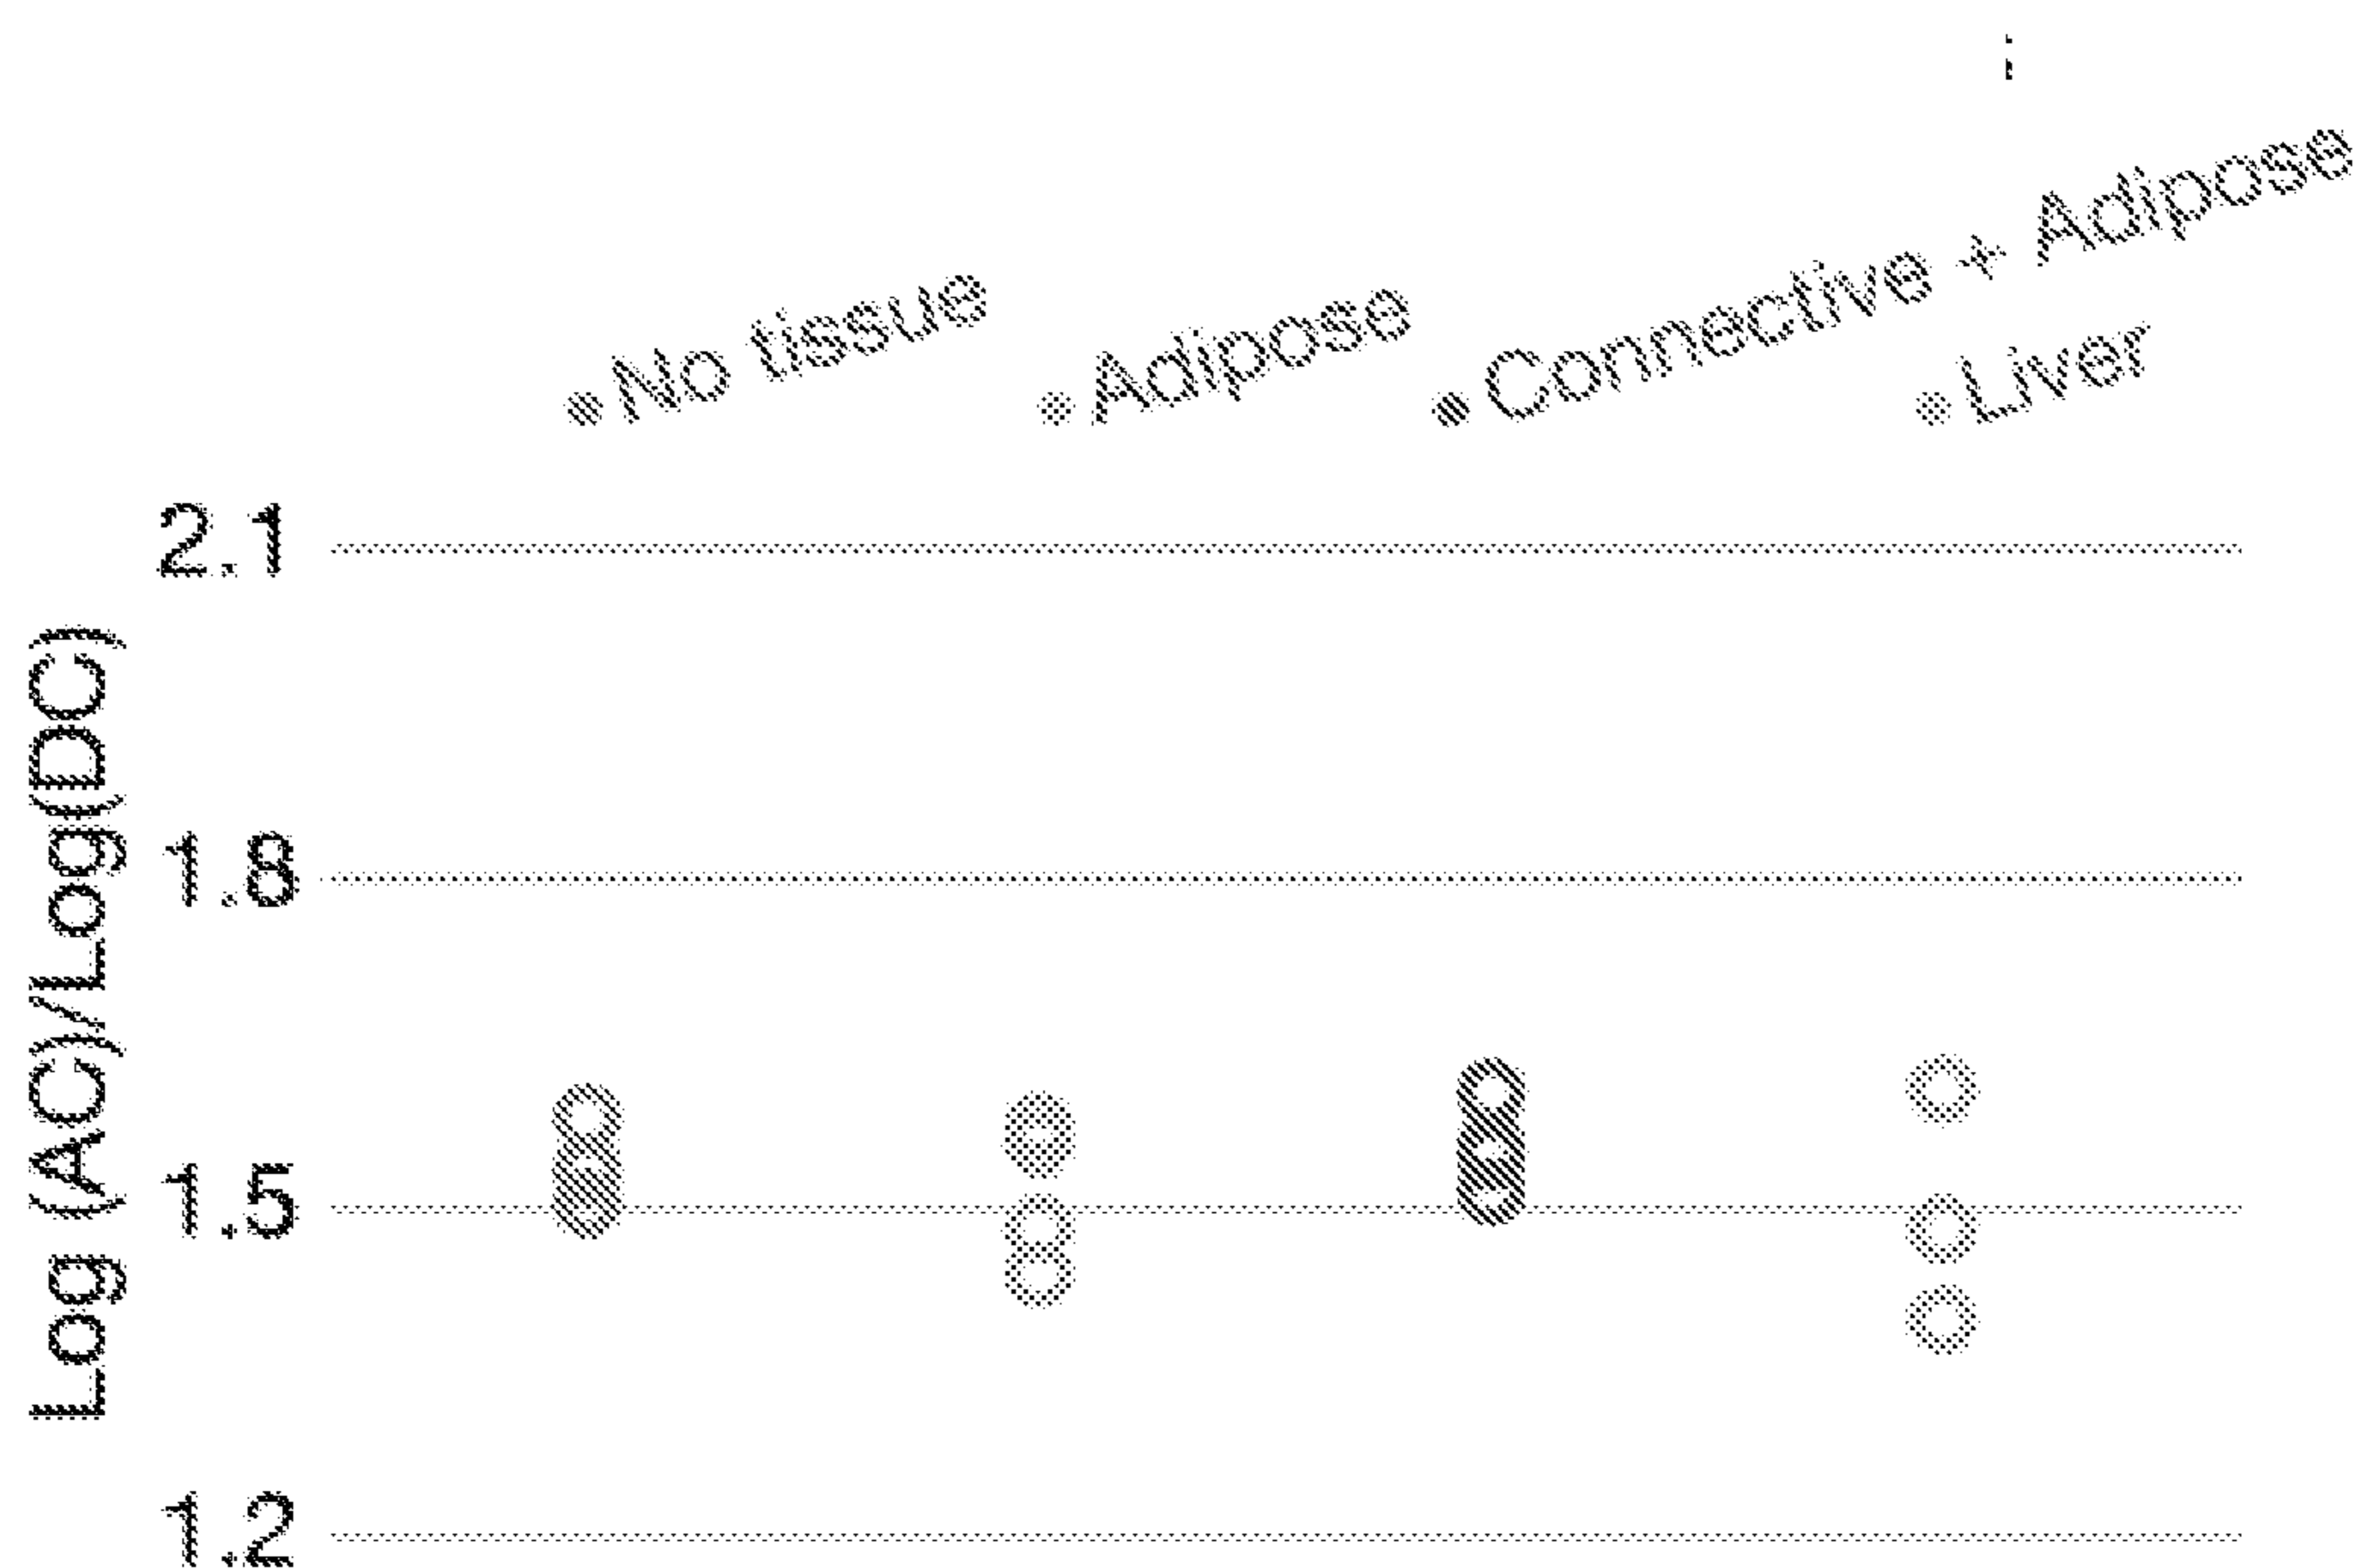 No tissue
Adipose
Connective + Adipose
Liver
2.1
1.8
1.5
1.2
Log (AC)/Log(DC)